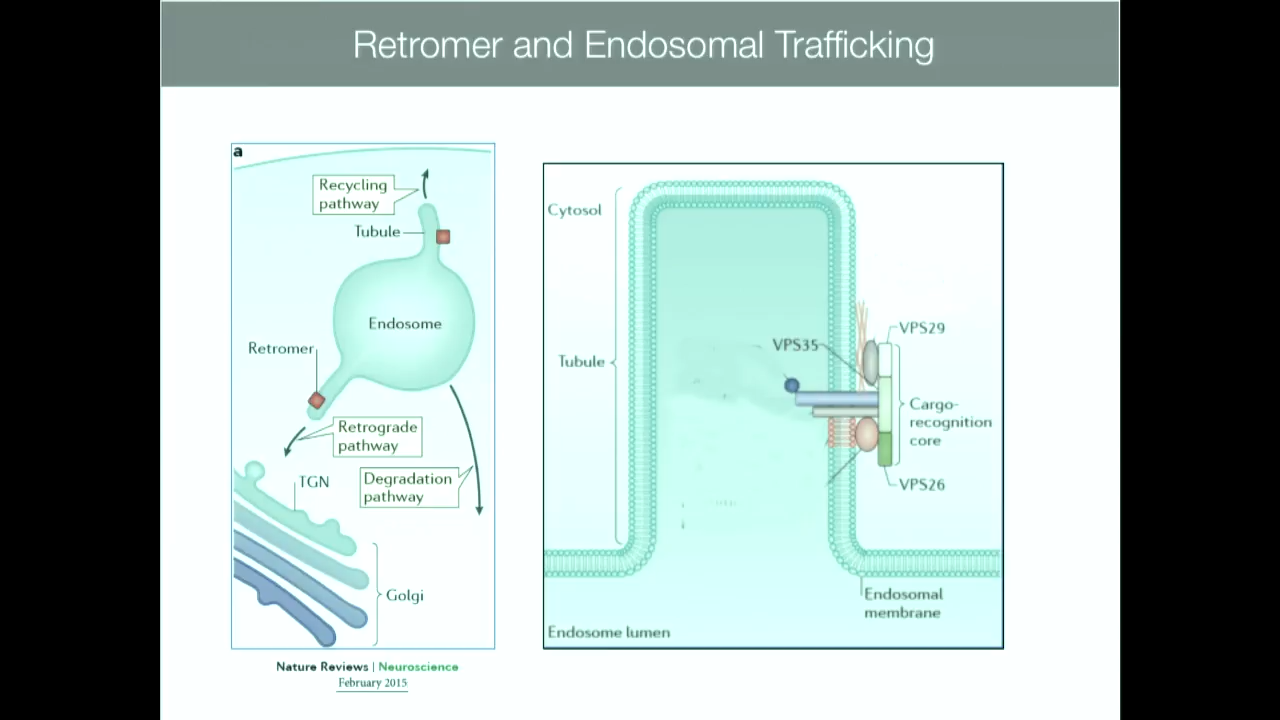 Retromer and Endosomal Trafficking
a
Recycling
pathway
Tubule
Endosome
Retromer
Retrograde
pathway
TGN
Degradation
pathway
Golgi
Nature Reviews | Neuroscience
February 2015
Cytosol
VPS29
VPS35
Tubule
Cargo-
recognition
core
VPS26
Endosomal
membrane
Endosome lumen